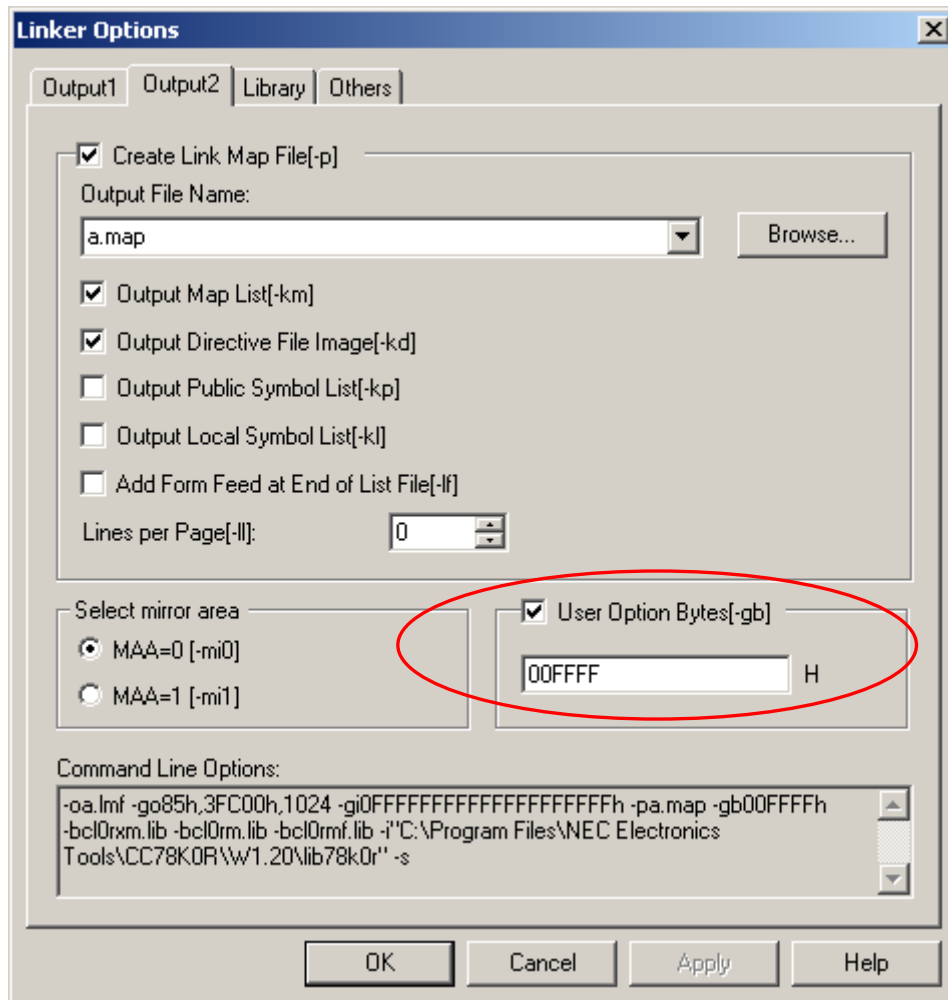 Linker Options
Output1 Output2 Library Others
Create Link Map File[-p]
Output File Name:
a.map
Browse...
Output Map List[-km]
Output Directive File Image[-kd]
Output Public Symbol List[-kp]
Output Local Symbol List[-kl]
Add Form Feed at End of List File[-lf]
Lines per Page[-ll]:
0
Select mirror area
MAA=0 [-mi0]
MAA=1 [-mi1]
User Option Bytes[-gb]
00FFFF
H
Command Line Options:
-oa.lmf -go85h,3FC00h,1024 -gi0FFFFFFFFFFFFFFFFFFFFh -pa.map -gb00FFFFh
-bcl0rxm.lib -bcl0rm.lib -bcl0rmf.lib -i"C:\Program Files\NEC Electronics
Tools\CC78K0R\W1.20\lib78k0r" -s
OK
Cancel
Apply
Help